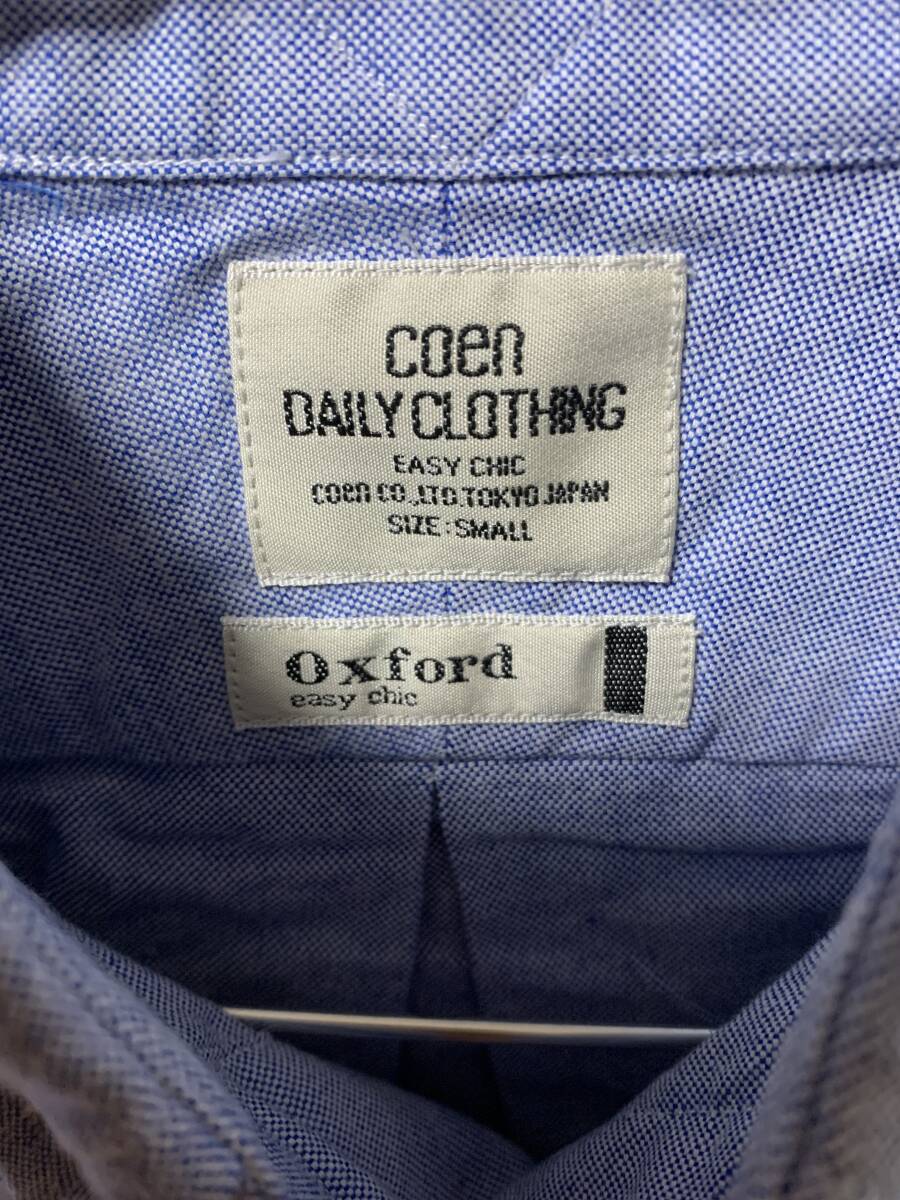 coen
DAILY CLOTHING
EASY CHIC
coen CO.,LTD.TOKYO.JAPAN
SIZE:SMALL
Oxford
easy chic